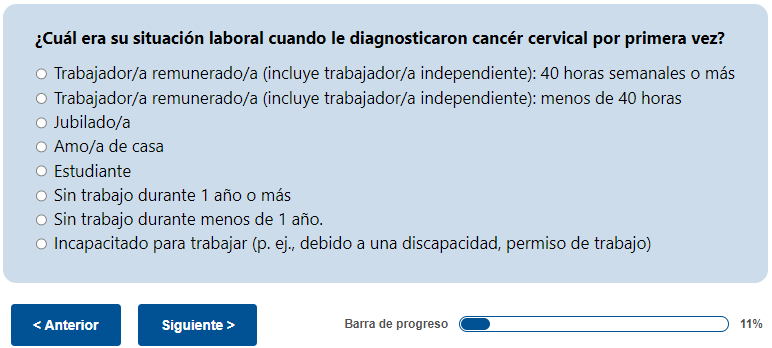 ¿Cuál era su situación laboral cuando le diagnosticaron cancér cervical por primera vez?
Trabajador/a remunerado/a (incluye trabajador/a independiente): 40 horas semanales o más
Trabajador/a remunerado/a (incluye trabajador/a independiente): menos de 40 horas
Jubilado/a
Amo/a de casa
Estudiante
Sin trabajo durante 1 año o más
Sin trabajo durante menos de 1 año.
Incapacitado para trabajar (p. ej., debido a una discapacidad, permiso de trabajo)
< Anterior Siguiente > Barra de progreso 11%